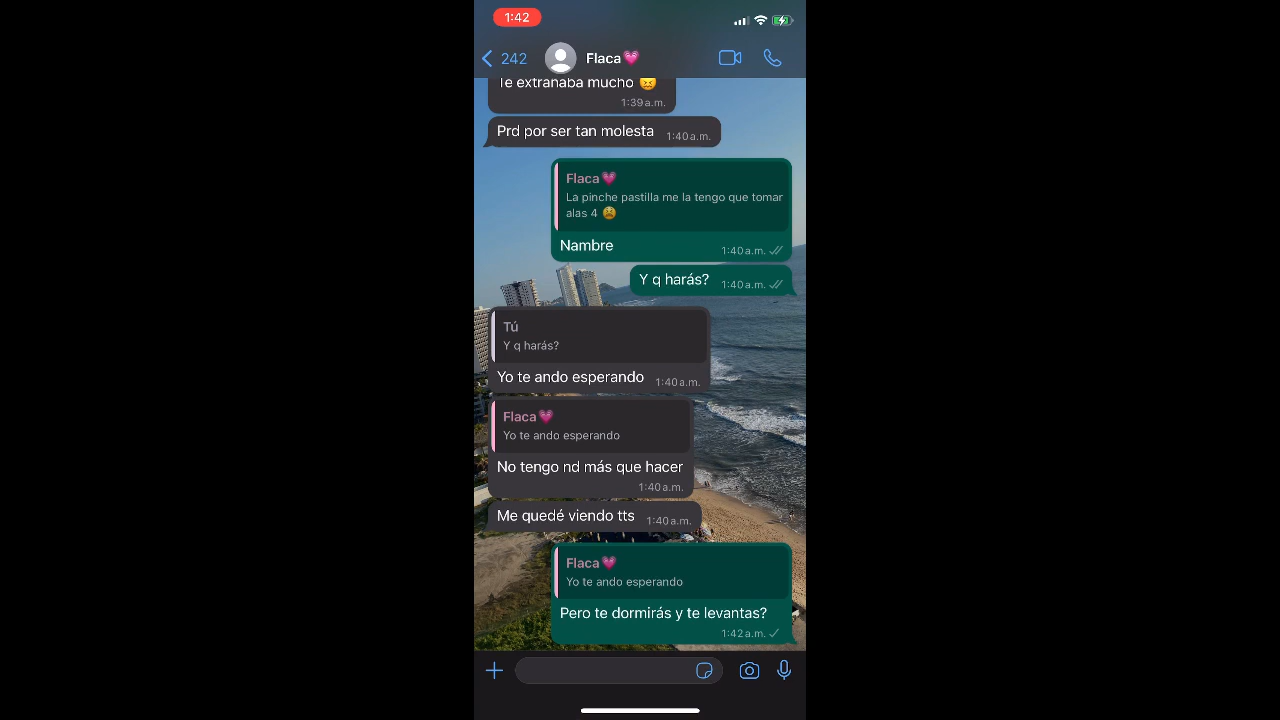 1:42
242 Flaca💗
Te extrañaba mucho 😖
1:39 a.m.
Prd por ser tan molesta 1:40 a.m.
Flaca💗
La pinche pastilla me la tengo que tomar
alas 4 😫
Nambre 1:40 a.m.
Y q harás? 1:40 a.m.
Tú
Y q harás?
Yo te ando esperando 1:40 a.m.
Flaca💗
Yo te ando esperando
No tengo nd más que hacer
1:40 a.m.
Me quedé viendo tts 1:40 a.m.
Flaca💗
Yo te ando esperando
Pero te dormirás y te levantas?
1:42 a.m.